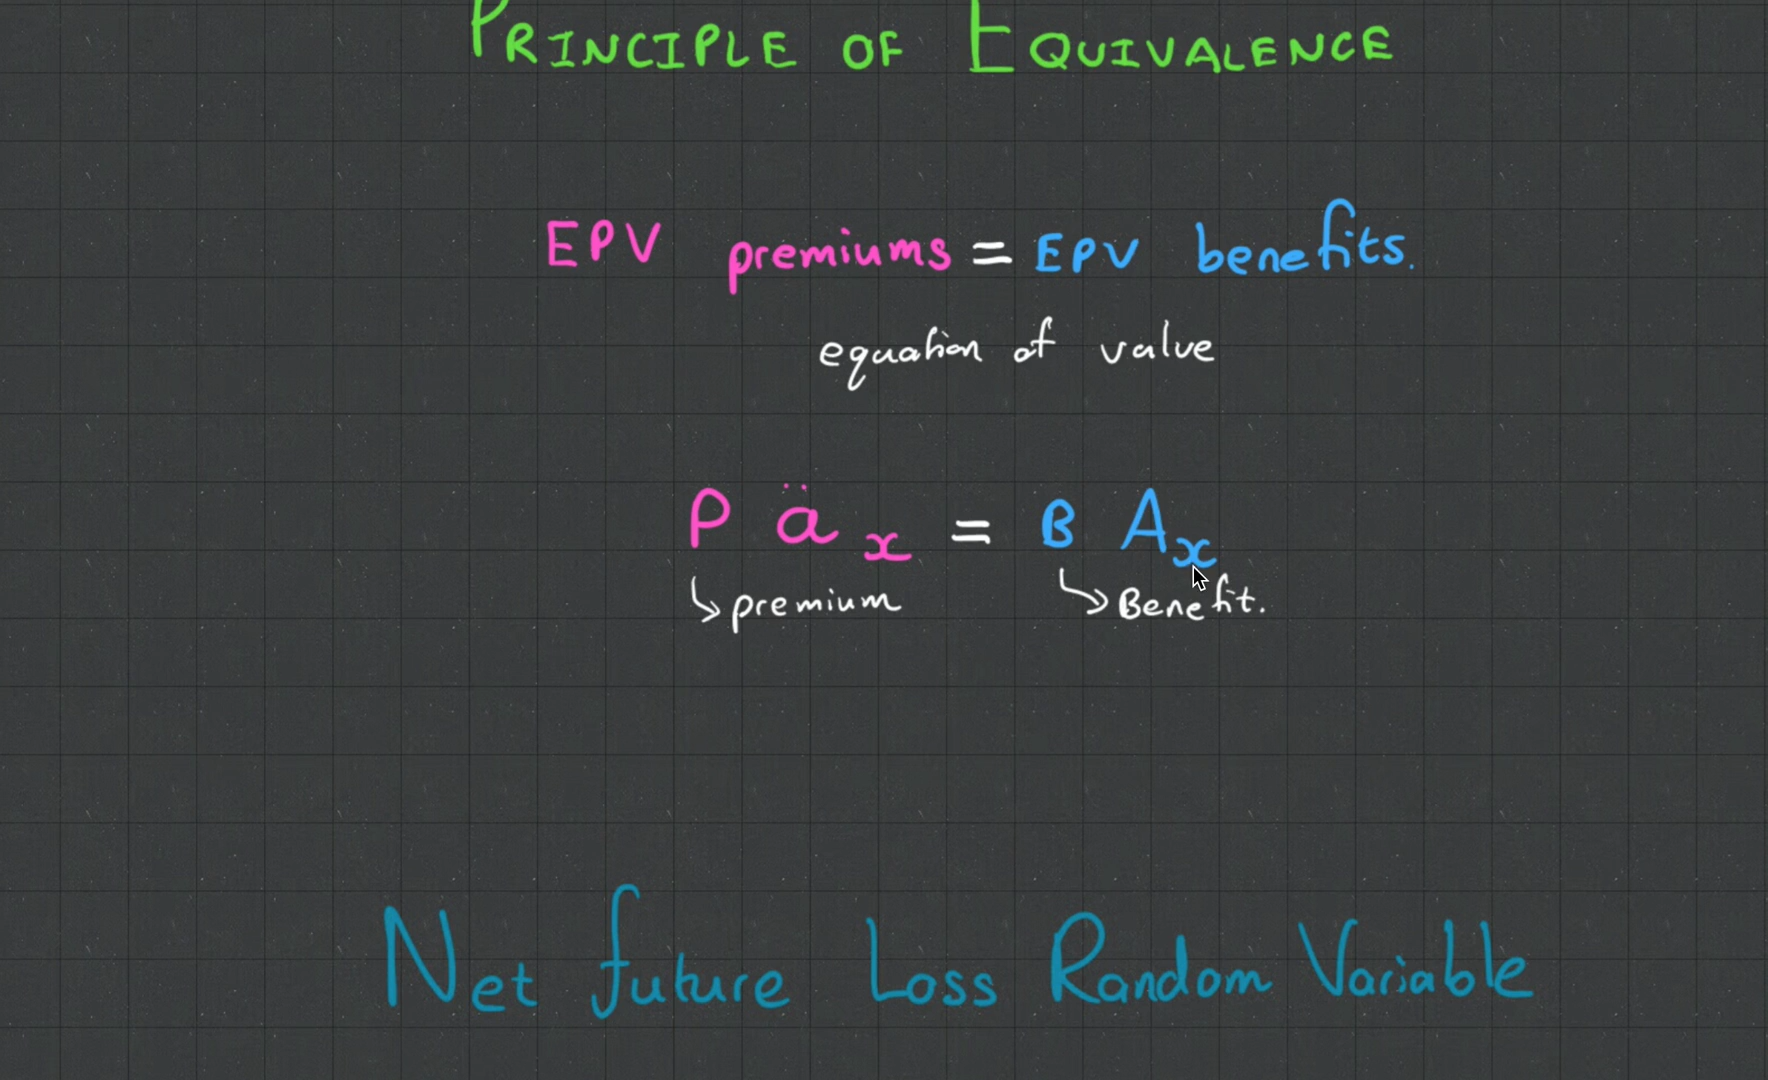 PRINCIPLE OF EQUIVALENCE
EPV premiums = EPV benefits.
equation of value
P ä x = B Ax
↳ premium ↳ Benefit.
Net future Loss Random Variable